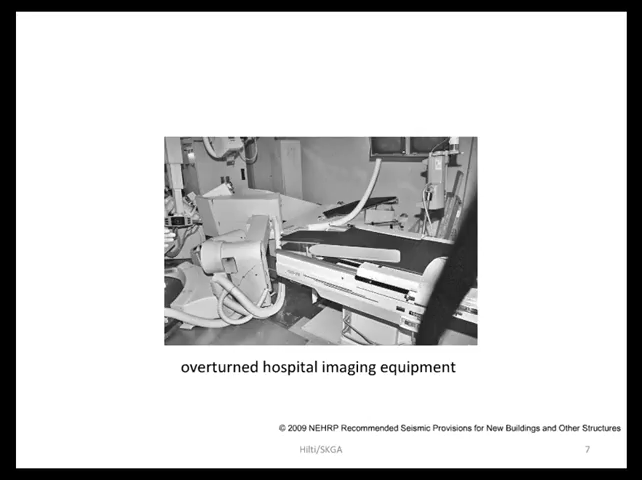 overturned hospital imaging equipment
© 2009 NEHRP Recommended Seismic Provisions for New Buildings and Other Structures
Hilti/SKGA
7